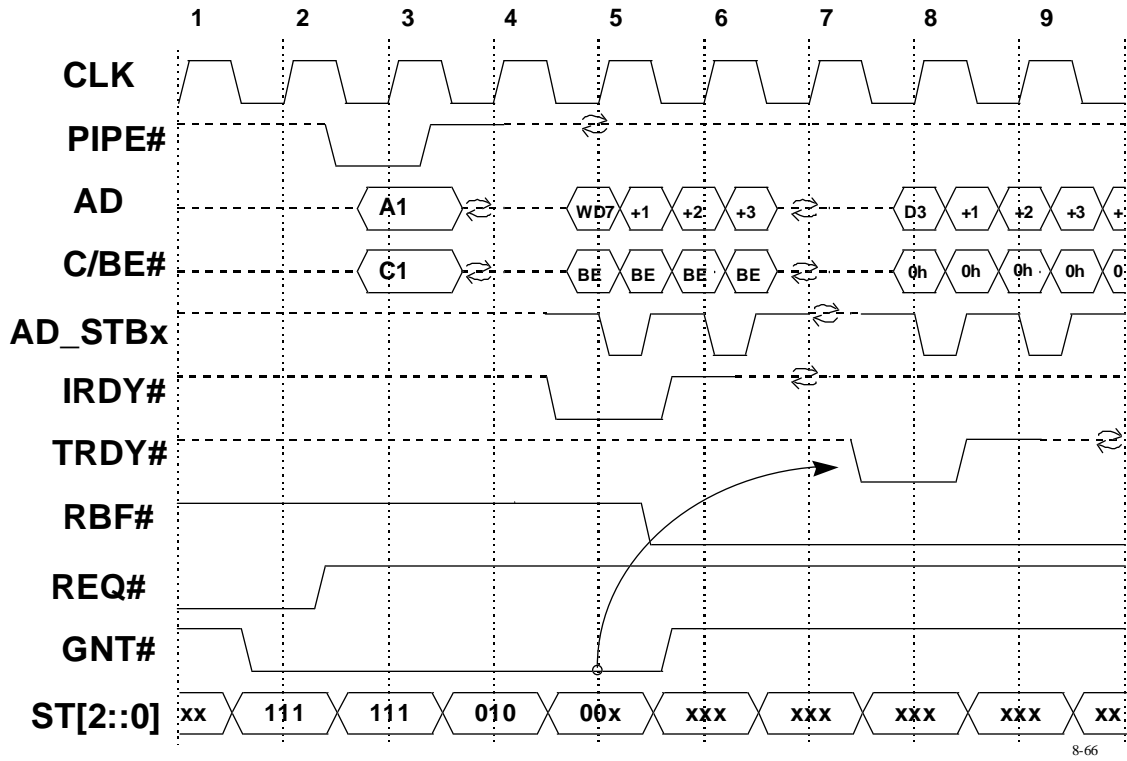 1 2 3 4 5 6 7 8 9
CLK
PIPE#
AD A1 WD7 +1 +2 +3 D3 +1 +2 +3 +
C/BE# C1 BE BE BE BE 0h 0h 0h 0h 0
AD_STBx
IRDY#
TRDY#
RBF#
REQ#
GNT#
ST[2::0] xx 111 111 010 00x xxx xxx xxx xxx xx
8-66